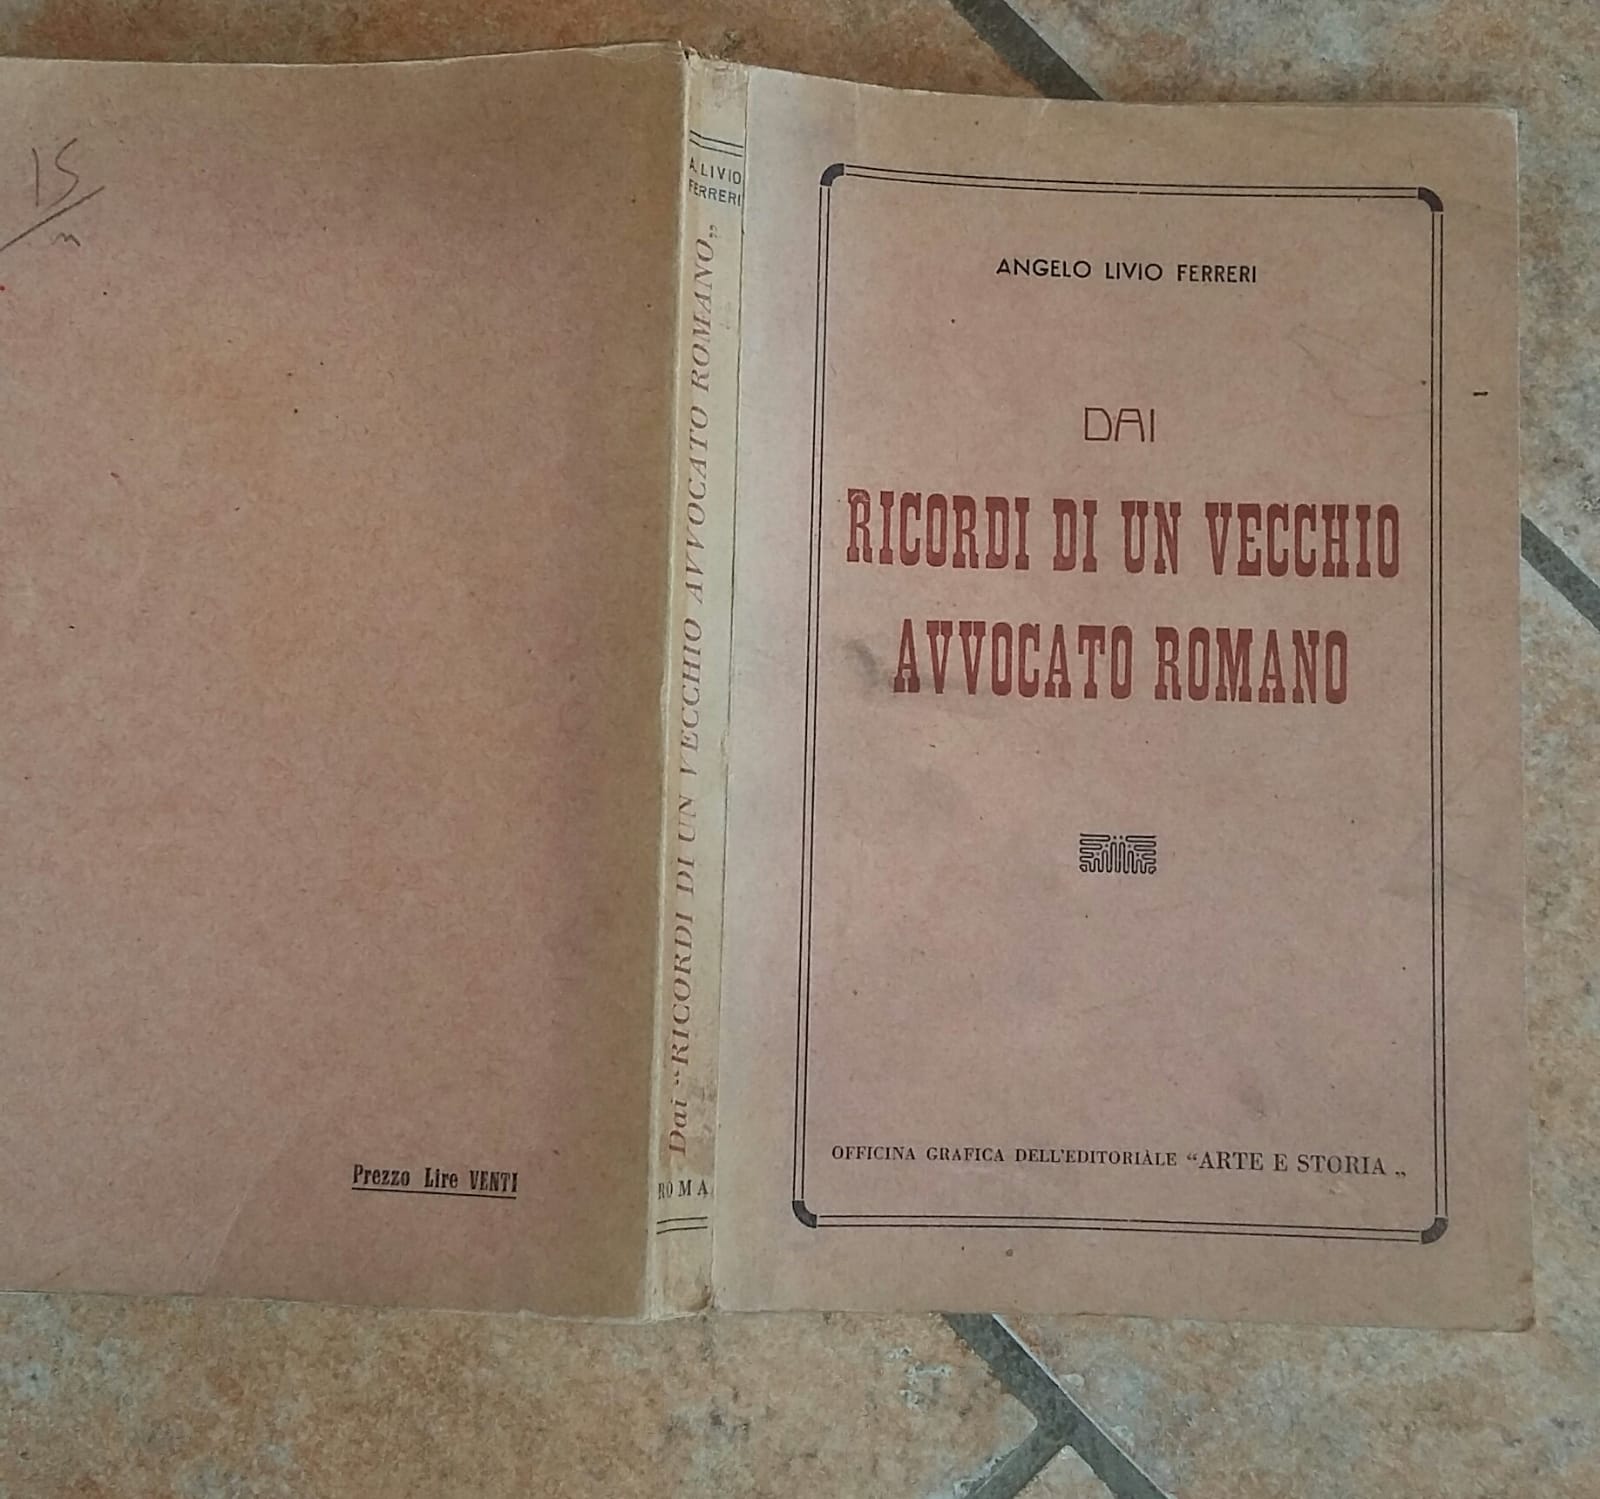 15
Prezzo Lire VENTI
A. LIVIO
FERRERI
Dai “RICORDI DI UN VECCHIO AVVOCATO ROMANO„
ROMA
ANGELO LIVIO FERRERI
DAI
RICORDI DI UN VECCHIO
AVVOCATO ROMANO
OFFICINA GRAFICA DELL'EDITORIALE “ARTE E STORIA„